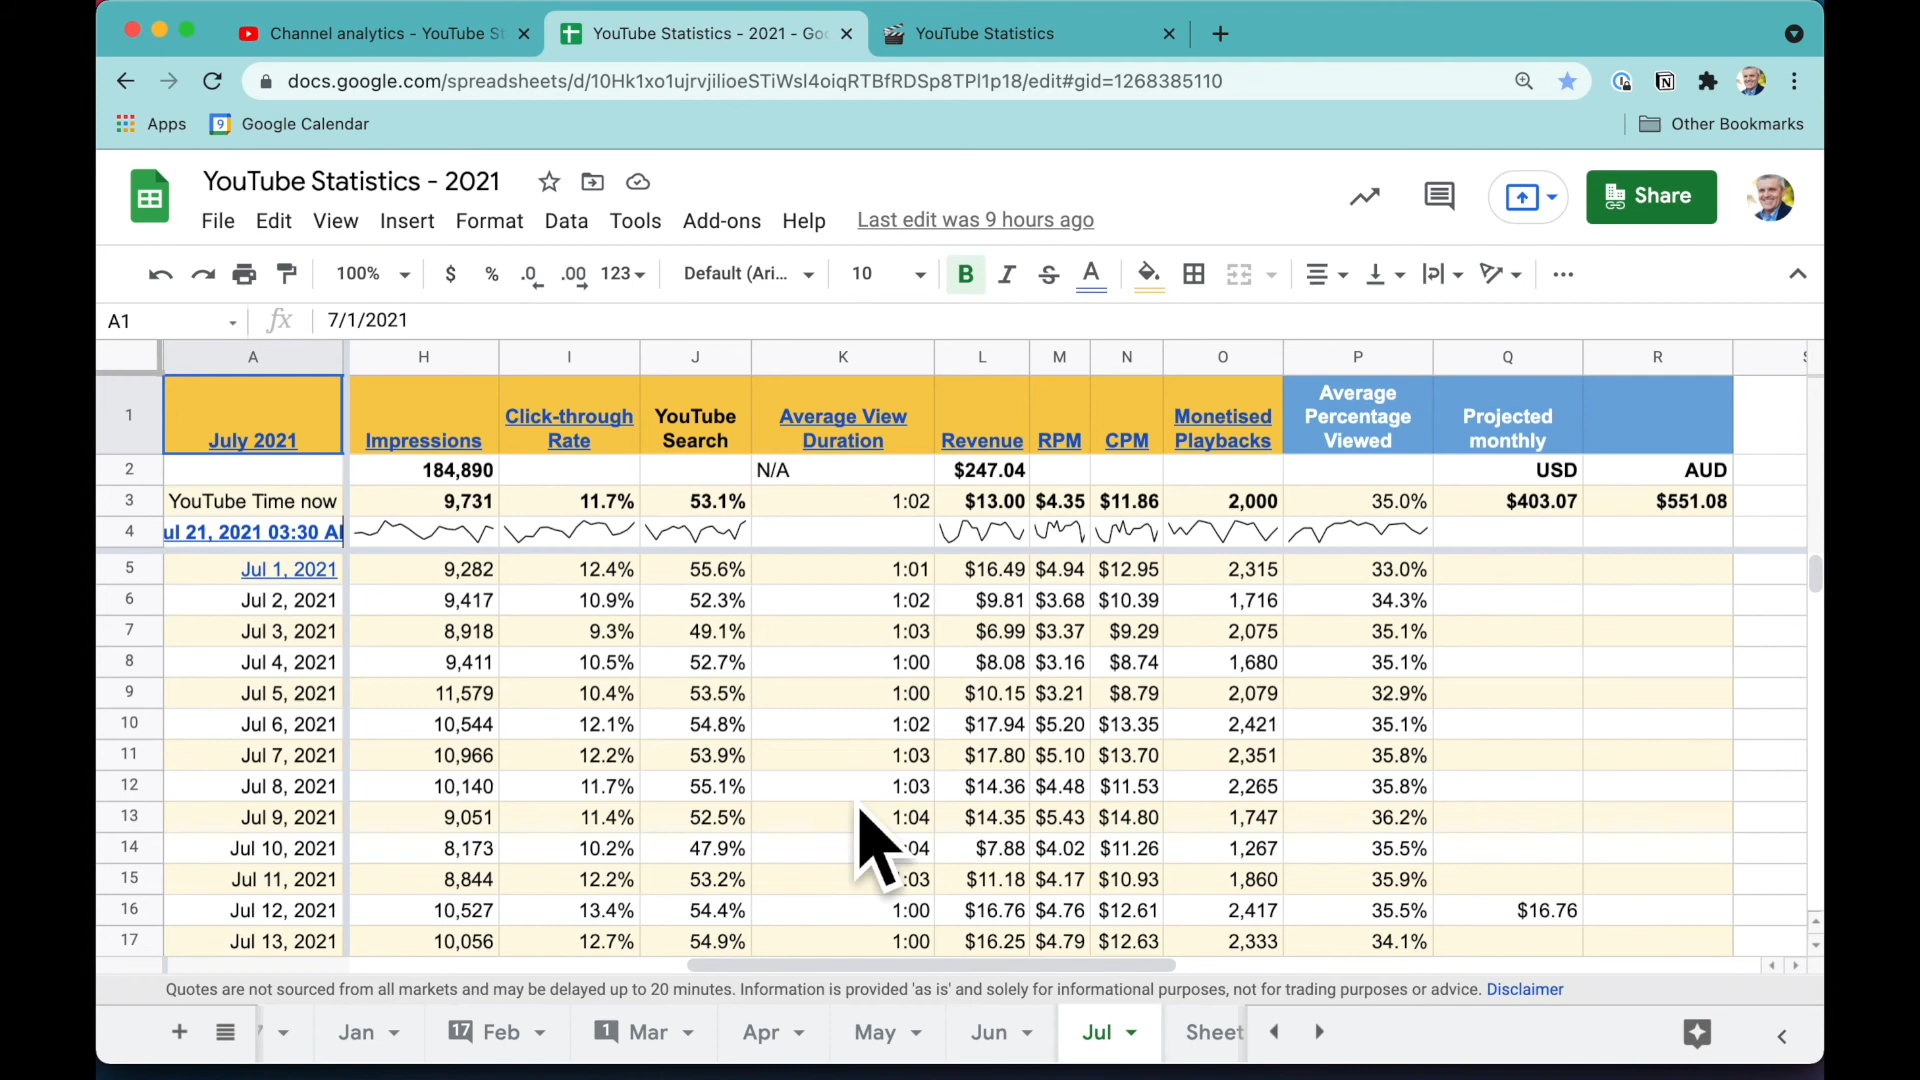 Channel analytics - YouTube St
YouTube Statistics - 2021 - Goo
YouTube Statistics
docs.google.com/spreadsheets/d/10Hk1xo1ujrvjilioeSTiWsl4oiqRTBfRDSp8TPl1p18/edit#gid=1268385110
Apps
9
Google Calendar
Other Bookmarks
YouTube Statistics - 2021
File Edit View Insert Format Data Tools Add-ons Help Last edit was 9 hours ago
Share
100% $ % .0 .00 123 Default (Ari... 10 B I S A
A1 fx 7/1/2021
A H I J K L M N O P Q R
1 July 2021 Impressions Click-through Rate YouTube Search Average View Duration Revenue RPM CPM Monetised Playbacks Average Percentage Viewed Projected monthly
2 184,890 N/A $247.04 USD AUD
3 YouTube Time now 9,731 11.7% 53.1% 1:02 $13.00 $4.35 $11.86 2,000 35.0% $403.07 $551.08
4 ul 21, 2021 03:30 A
5 Jul 1, 2021 9,282 12.4% 55.6% 1:01 $16.49 $4.94 $12.95 2,315 33.0%
6 Jul 2, 2021 9,417 10.9% 52.3% 1:02 $9.81 $3.68 $10.39 1,716 34.3%
7 Jul 3, 2021 8,918 9.3% 49.1% 1:03 $6.99 $3.37 $9.29 2,075 35.1%
8 Jul 4, 2021 9,411 10.5% 52.7% 1:00 $8.08 $3.16 $8.74 1,680 35.1%
9 Jul 5, 2021 11,579 10.4% 53.5% 1:00 $10.15 $3.21 $8.79 2,079 32.9%
10 Jul 6, 2021 10,544 12.1% 54.8% 1:02 $17.94 $5.20 $13.35 2,421 35.1%
11 Jul 7, 2021 10,966 12.2% 53.9% 1:03 $17.80 $5.10 $13.70 2,351 35.8%
12 Jul 8, 2021 10,140 11.7% 55.1% 1:03 $14.36 $4.48 $11.53 2,265 35.8%
13 Jul 9, 2021 9,051 11.4% 52.5% 1:04 $14.35 $5.43 $14.80 1,747 36.2%
14 Jul 10, 2021 8,173 10.2% 47.9% :04 $7.88 $4.02 $11.26 1,267 35.5%
15 Jul 11, 2021 8,844 12.2% 53.2% :03 $11.18 $4.17 $10.93 1,860 35.9%
16 Jul 12, 2021 10,527 13.4% 54.4% 1:00 $16.76 $4.76 $12.61 2,417 35.5% $16.76
17 Jul 13, 2021 10,056 12.7% 54.9% 1:00 $16.25 $4.79 $12.63 2,333 34.1%
Quotes are not sourced from all markets and may be delayed up to 20 minutes. Information is provided 'as is' and solely for informational purposes, not for trading purposes or advice. Disclaimer
Jan 17 Feb 1 Mar Apr May Jun Jul Sheet